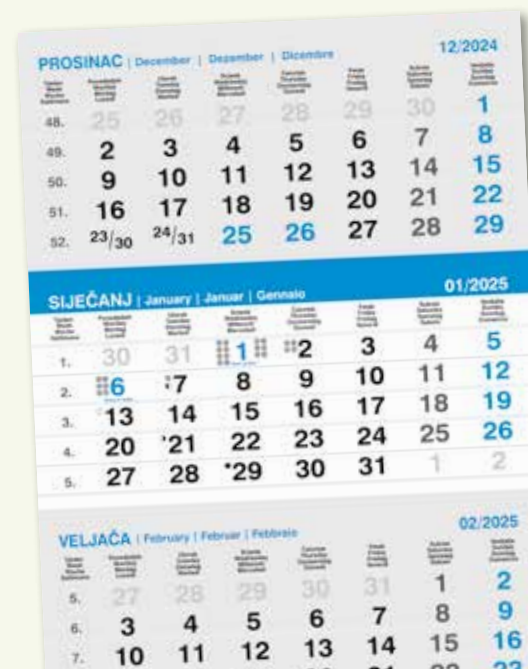 PROSINAC | December | Dezember | Dicembre 12/2024
48. 25 26 27 28 29 30 1
49. 2 3 4 5 6 7 8
50. 9 10 11 12 13 14 15
51. 16 17 18 19 20 21 22
52. 23/30 24/31 25 26 27 28 29
SIJEČANJ | January | Januar | Gennaio 01/2025
1. 30 31 1 2 3 4 5
2. 6 7 8 9 10 11 12
3. 13 14 15 16 17 18 19
4. 20 21 22 23 24 25 26
5. 27 28 29 30 31 1 2
VELJAČA | February | Februar | Febbraio 02/2025
5. 27 28 29 30 31 1 2
6. 3 4 5 6 7 8 9
7. 10 11 12 13 14 15 16